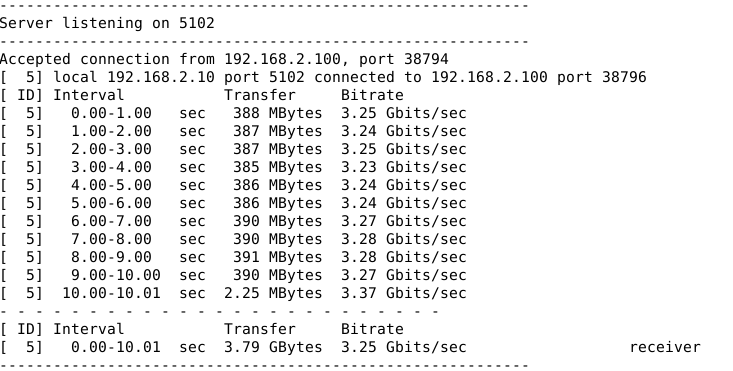 -----------------------------------------------------------
Server listening on 5102
-----------------------------------------------------------
Accepted connection from 192.168.2.100, port 38794
[  5] local 192.168.2.10 port 5102 connected to 192.168.2.100 port 38796
[ ID] Interval           Transfer     Bitrate
[  5]   0.00-1.00   sec   388 MBytes  3.25 Gbits/sec
[  5]   1.00-2.00   sec   387 MBytes  3.24 Gbits/sec
[  5]   2.00-3.00   sec   387 MBytes  3.25 Gbits/sec
[  5]   3.00-4.00   sec   385 MBytes  3.23 Gbits/sec
[  5]   4.00-5.00   sec   386 MBytes  3.24 Gbits/sec
[  5]   5.00-6.00   sec   386 MBytes  3.24 Gbits/sec
[  5]   6.00-7.00   sec   390 MBytes  3.27 Gbits/sec
[  5]   7.00-8.00   sec   390 MBytes  3.28 Gbits/sec
[  5]   8.00-9.00   sec   391 MBytes  3.28 Gbits/sec
[  5]   9.00-10.00  sec   390 MBytes  3.27 Gbits/sec
[  5]  10.00-10.01  sec  2.25 MBytes  3.37 Gbits/sec
- - - - - - - - - - - - - - - - - - - - - - - - -
[ ID] Interval           Transfer     Bitrate
[  5]   0.00-10.01  sec  3.79 GBytes  3.25 Gbits/sec                  receiver
-----------------------------------------------------------